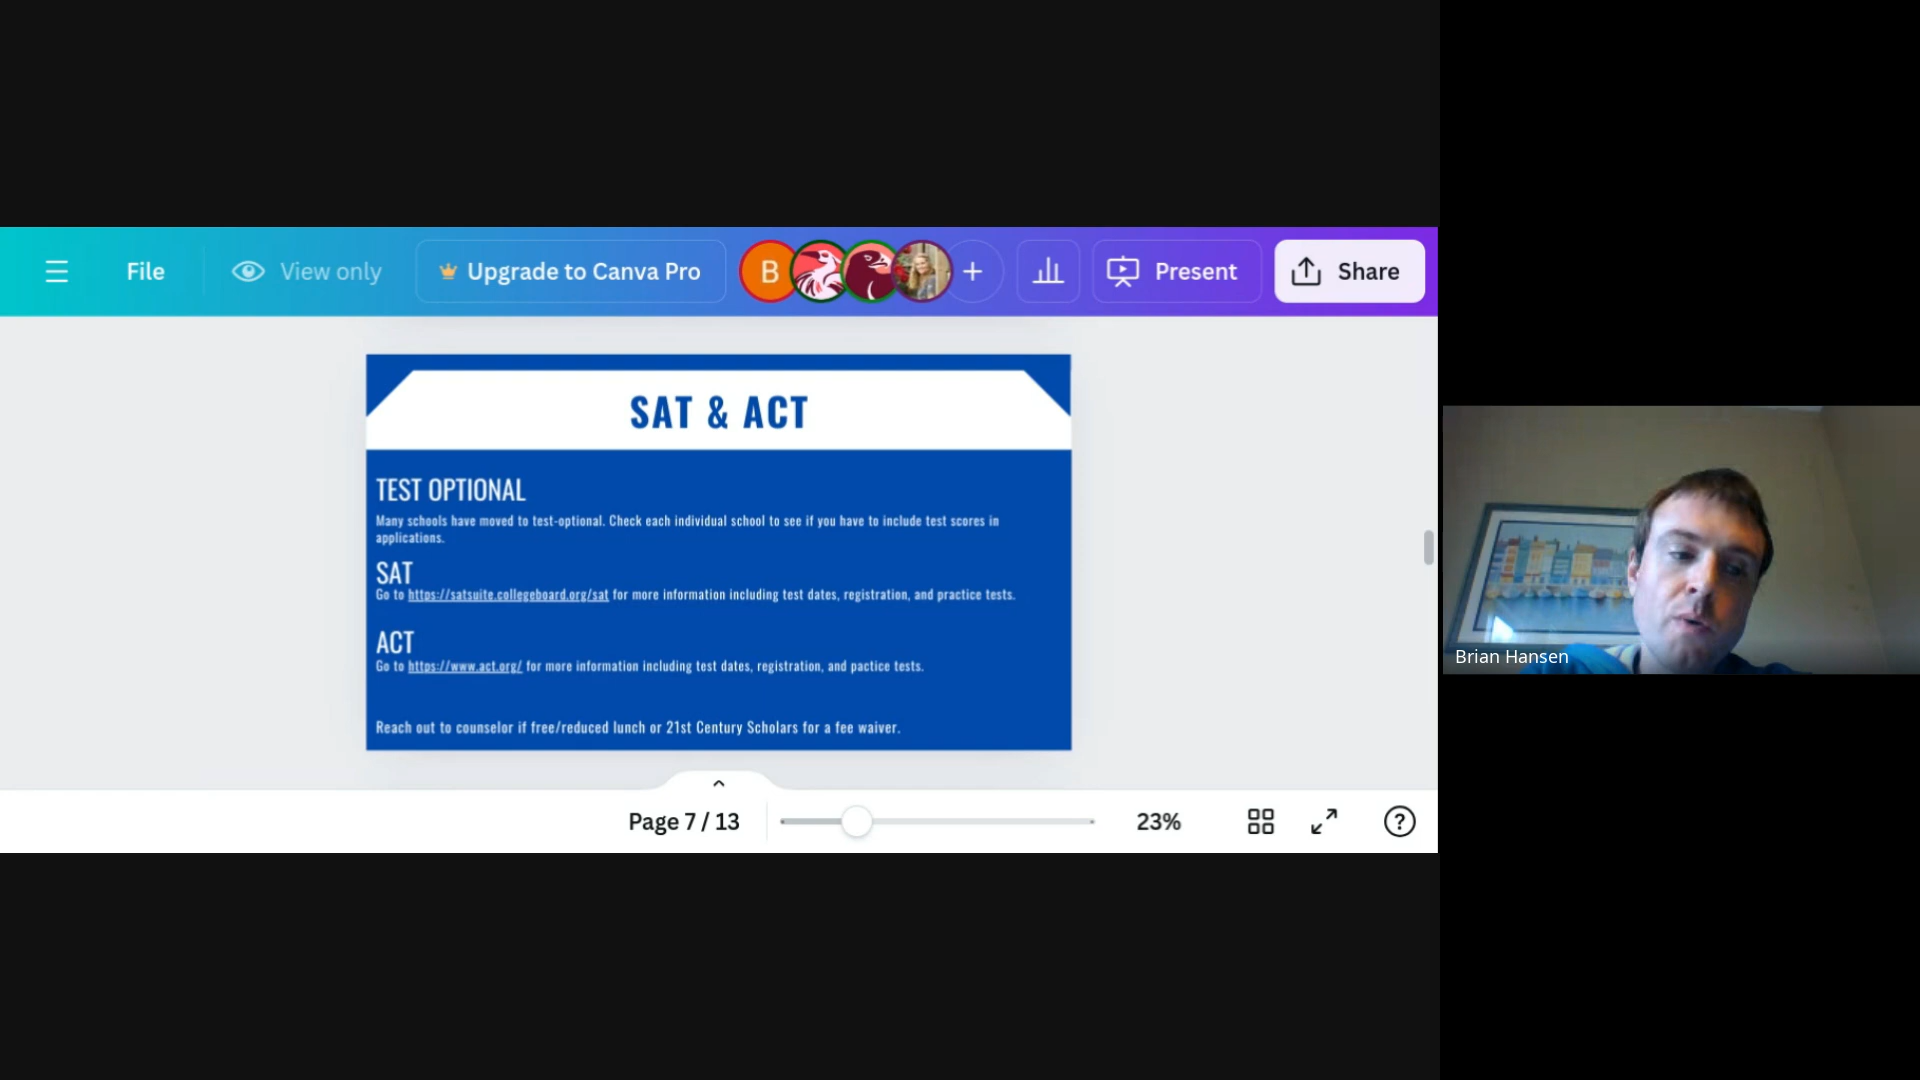 File
View only
Upgrade to Canva Pro
B
+
Present
Share
SAT & ACT
TEST OPTIONAL
Many schools have moved to test-optional. Check each individual school to see if you have to include test scores in
applications.
SAT
Go to https://satsuite.collegeboard.org/sat for more information including test dates, registration, and practice tests.
ACT
Go to https://www.act.org/ for more information including test dates, registration, and pactice tests.
Reach out to counselor if free/reduced lunch or 21st Century Scholars for a fee waiver.
Page 7 / 13
23%
?
Brian Hansen